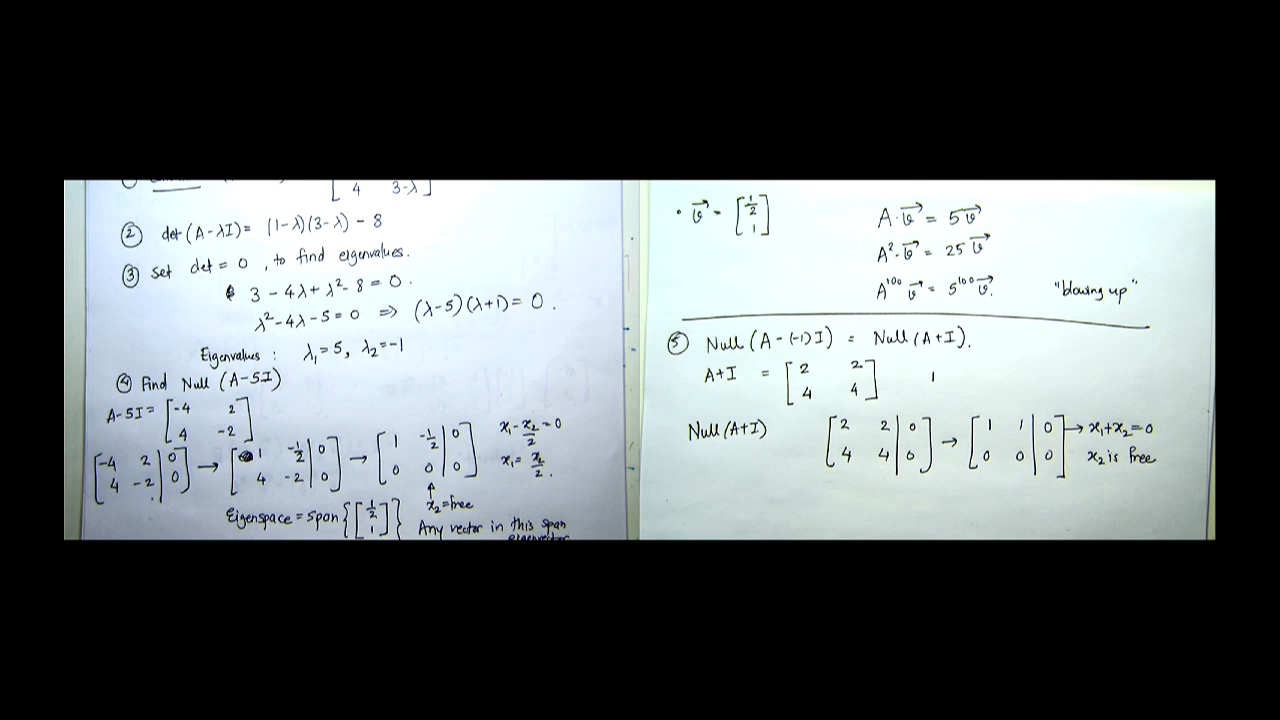 4 3-λ ]
② det (A-λI) = (1-λ)(3-λ) - 8
③ Set det = 0, to find eigenvalues.
3 - 4λ + λ² - 8 = 0.
λ² - 4λ - 5 = 0 ⇒ (λ-5)(λ+1) = 0.
Eigenvalues: λ₁ = 5, λ₂ = -1
④ Find Null (A-5I)
A-5I = [-4 2
4 -2]
[-4 2 | 0 → [1 -1/2 | 0 → [1 -1/2 | 0 x₁ - x₂/2 = 0
4 -2 | 0] 4 -2 | 0] 0 0 | 0] x₁ = x₂/2.
↑
x₂ = free
Eigenspace = Span {[1/2
1]}
Any vector in this span
eigenvector
• v⃗ = [1/2
1]
A·v⃗ = 5v⃗
A²·v⃗ = 25v⃗
A¹⁰⁰ v⃗ = 5¹⁰⁰ v⃗. "blowing up"
⑤ Null (A-(-1)I) = Null (A+I).
A+I = [2 2
4 4]
Null (A+I) [2 2 | 0 → [1 1 | 0 → x₁+x₂=0
4 4 | 0] 0 0 | 0] x₂ is free